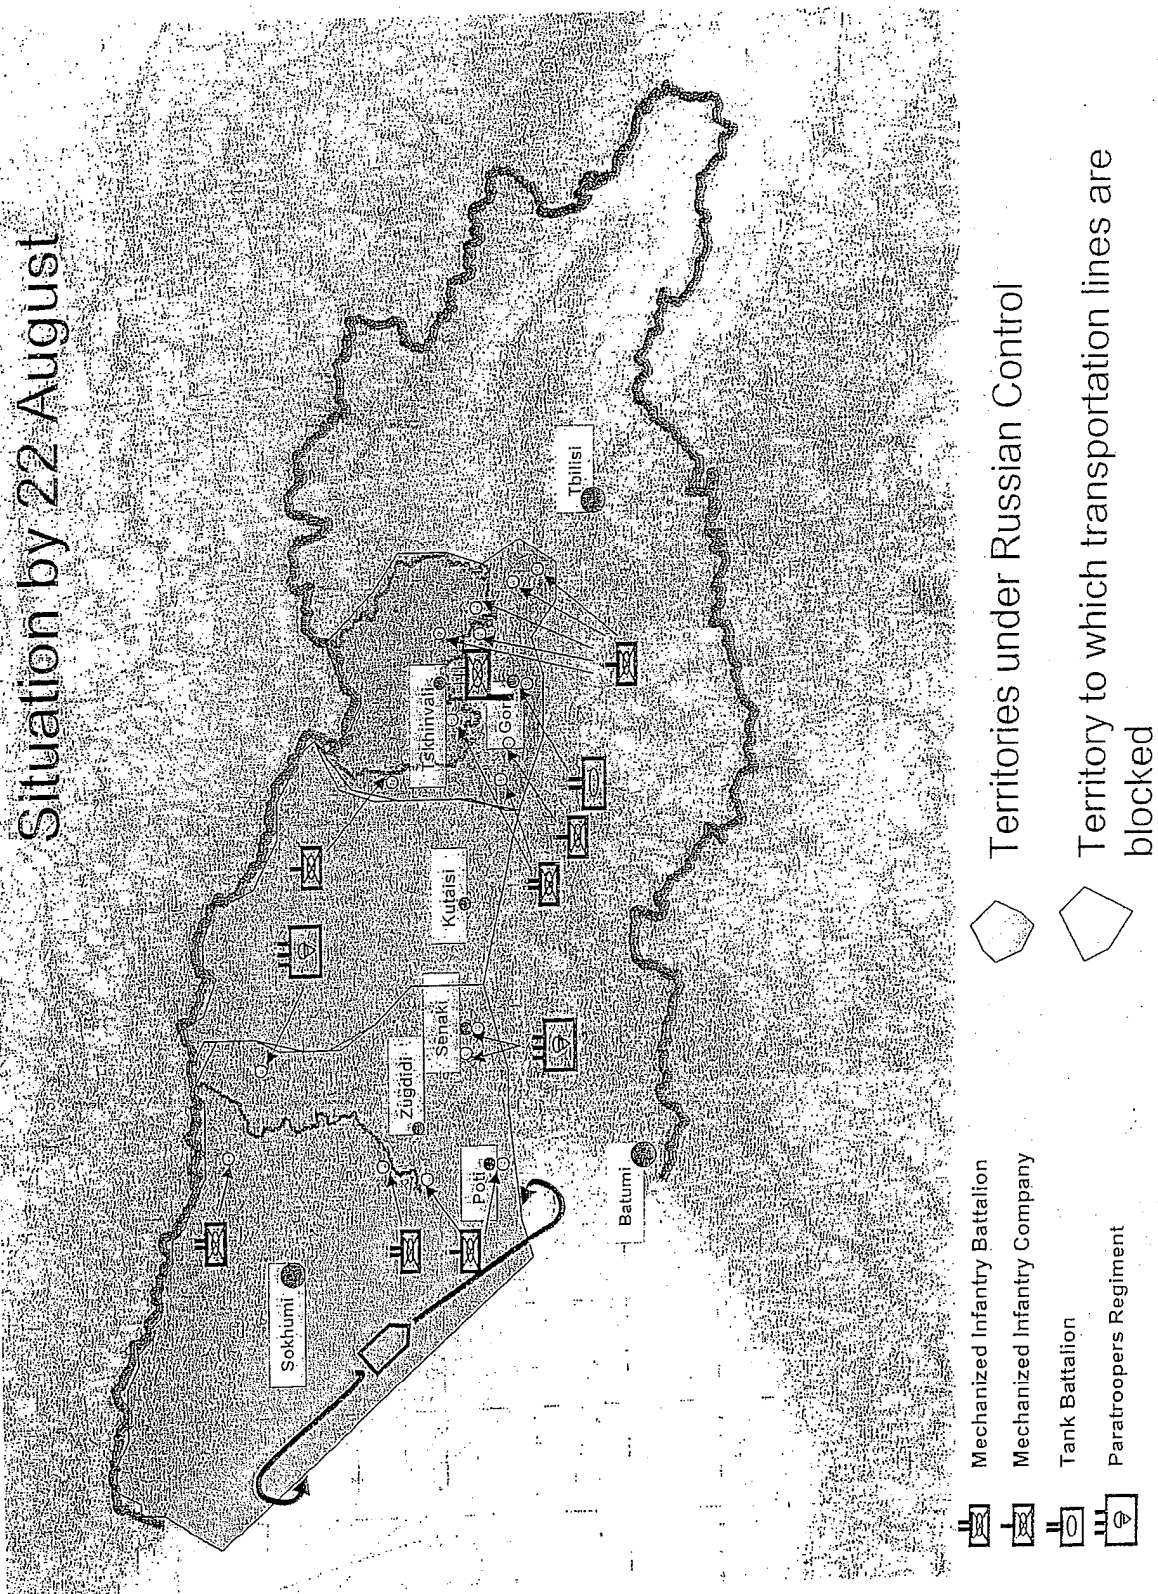 Situation by 22 August
Sokhumi
Zugdidi
Poti
Senaki
Kutaisi
Tskhinvali
Gori
Tbilisi
Batumi
Mechanized Infantry Battalion
Mechanized Infantry Company
Tank Battalion
Paratroopers Regiment
Territories under Russian Control
Territory to which transportation lines are
blocked